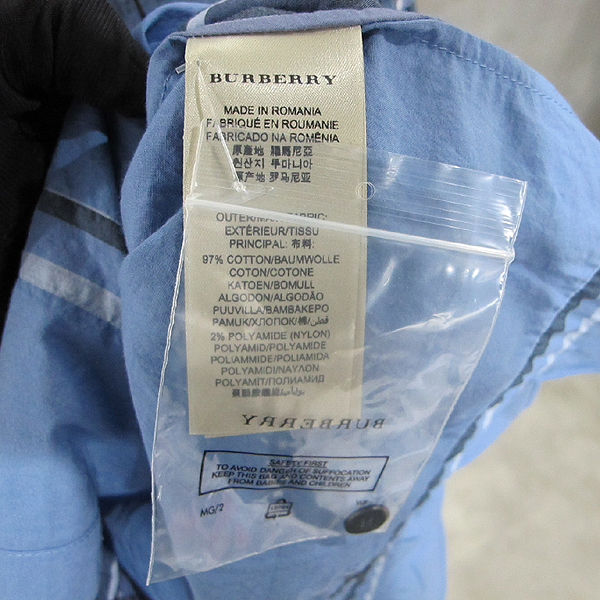 BURBERRY
MADE IN ROMANIA
FABRIQUÉ EN ROUMANIE
FABRICADO NA ROMÊNIA
原產地 羅馬尼亞
원산지 루마니아
原产地 罗马尼亚
OUTER/MAIN FABRIC:
EXTÉRIEUR/TISSU
PRINCIPAL: 布料:
97% COTTON/BAUMWOLLE
COTON/COTONE
KATOEN/BOMULL
ALGODON/ALGODÃO
PUUVILLA/BAMBAKI
PAMUK/ХЛОПОК/棉/قطن
2% POLYAMIDE (NYLON)
POLYAMID/POLYAMIDE
POLIAMMIDE/POLIAMIDA
POLYAMIDI/NAYLON
POLYAMIT/ПОЛИАМИД
BURBERRY
SAFETY FIRST
TO AVOID DANGER OF SUFFOCATION
KEEP THIS BAG AND CONTENTS AWAY
FROM BABIES AND CHILDREN
MG/2